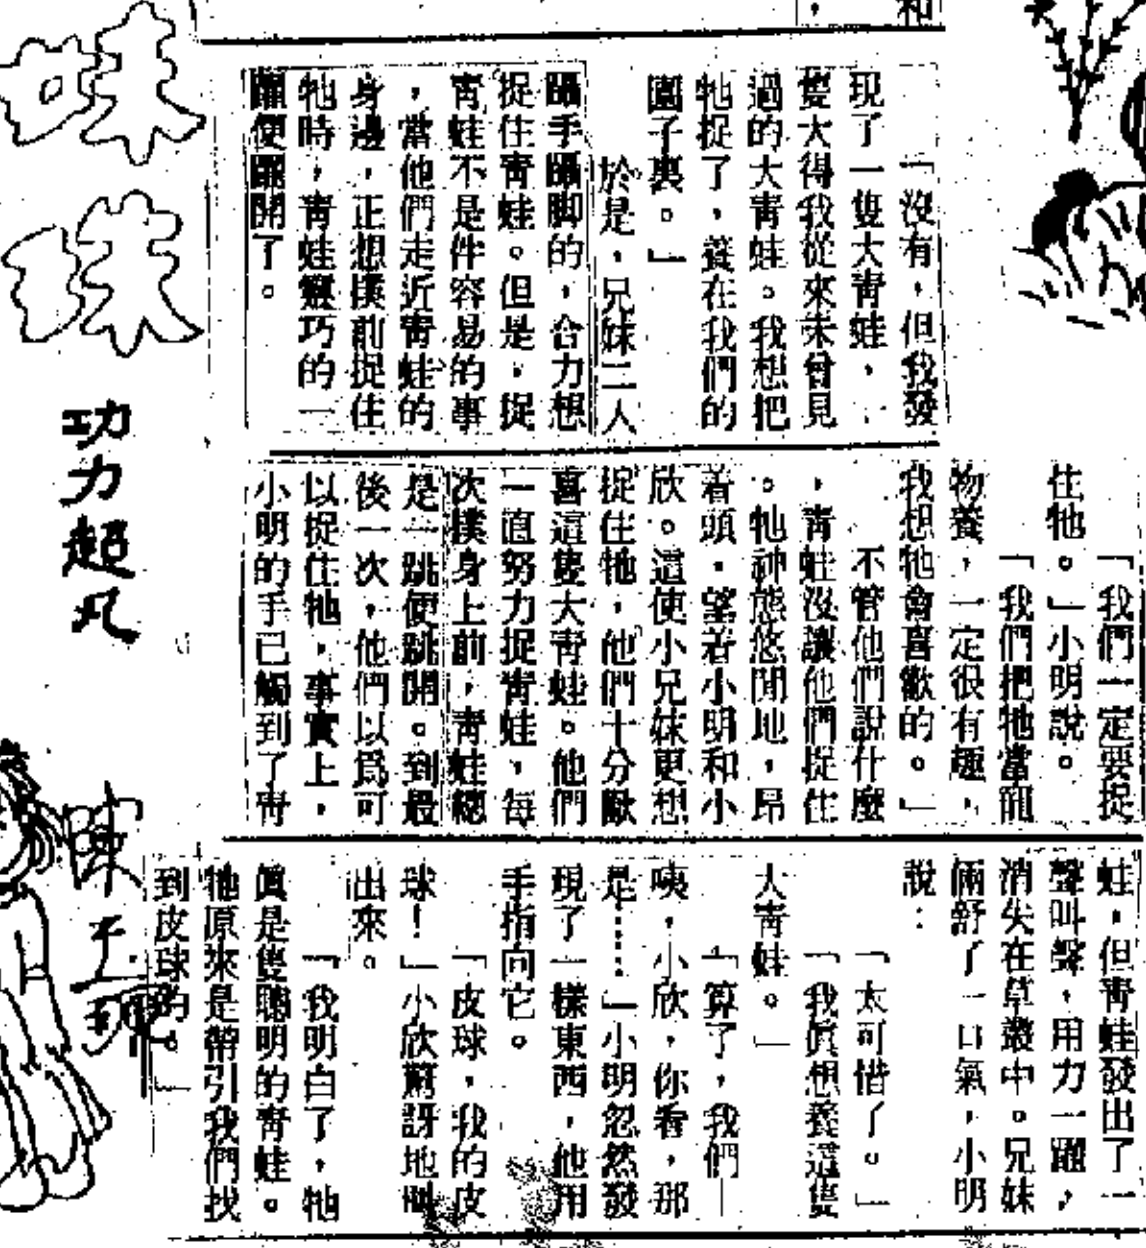 和
，
「沒有，但我發
現了一隻大青蛙，
隻大得我從來未曾見
過的大青蛙。我想把
牠捉了，養在我們的
園子裏。」
於是，兄妹二人
躡手躡脚的，合力想
捉住青蛙。但是，捉
青蛙不是件容易的事
，當他們走近青蛙的
身邊，正想撲前捉住
牠時，青蛙靈巧的一
躍便躍開了。
「我們一定要捉
住牠。」小明說。
「我們把牠當寵
物養，一定很有趣，
我想牠會喜歡的。」
不管他們說什麼
，青蛙沒讓他們捉住
。牠神態悠閒地，昂
着頭，望着小明和小
欣。這使小兄妹更想
捉住牠，他們十分歡
喜這隻大青蛙。他們
一直努力捉青蛙，每
次撲身上前，青蛙總
是一跳便跳開。到最
後一次，他們以爲可
以捉住牠，事實上，
小明的手已觸到了青
蛙，但青蛙發出了一
聲叫聲，用力一躍，
消失在草叢中。兄妹
倆舒了一口氣，小明
說：
「太可惜了。」
「我眞想養這隻
大青蛙。」
「算了，我們—
咦，小欣，你看，那
是……」小明忽然發
現了一樣東西，他用
手指向它。
「皮球，我的皮
球！」小欣驚訝地叫
出來。
「我明白了，牠
眞是隻聰明的青蛙。
牠原來是帶引我們找
到皮球的。」
妹妹
功力超凡
陳